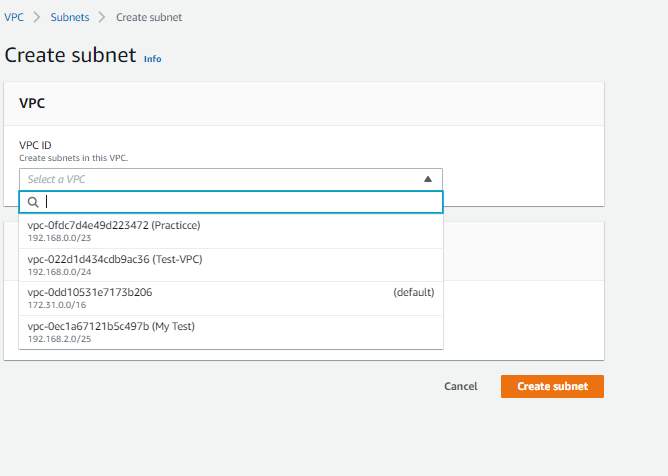 VPC > Subnets > Create subnet
Create subnet Info
VPC
VPC ID
Create subnets in this VPC.
Select a VPC
vpc-0fdc7d4e49d223472 (Practicce)
192.168.0.0/23
vpc-022d1d434cdb9ac36 (Test-VPC)
192.168.0.0/24
vpc-0dd10531e7173b206 (default)
172.31.0.0/16
vpc-0ec1a67121b5c497b (My Test)
192.168.2.0/25
Cancel Create subnet